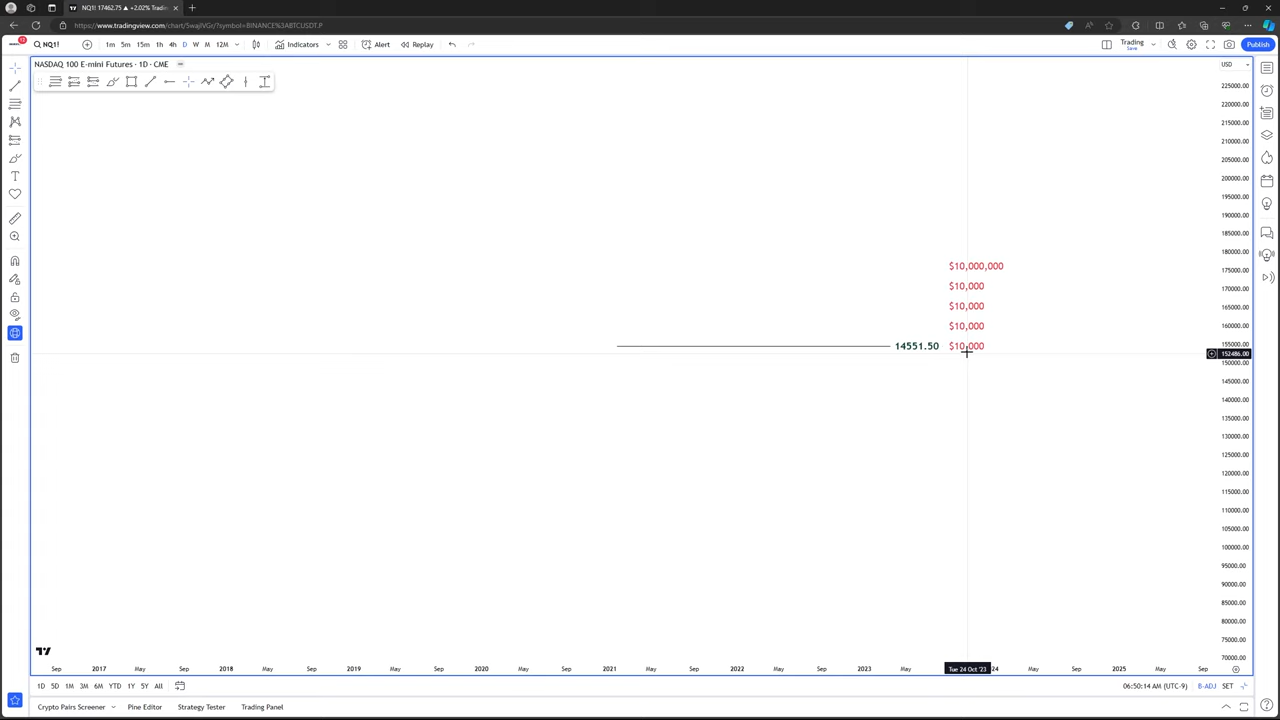 NQ1! 17462.75 ▲ +2.02% Tradin
https://www.tradingview.com/chart/5wajIVGr/?symbol=BINANCE%3ABTCUSDT.P
NQ1!
1m 5m 15m 1h 4h D W M 12M
Indicators
Alert
Replay
Trading
Save
Publish
NASDAQ 100 E-mini Futures · 1D · CME
USD
225000.00
220000.00
215000.00
210000.00
205000.00
200000.00
195000.00
190000.00
185000.00
180000.00
175000.00
170000.00
165000.00
160000.00
155000.00
152486.00
150000.00
145000.00
140000.00
135000.00
130000.00
125000.00
120000.00
115000.00
110000.00
105000.00
100000.00
95000.00
90000.00
85000.00
80000.00
75000.00
70000.00
$10,000,000
$10,000
$10,000
$10,000
14551.50 $10,000
Sep 2017 May Sep 2018 May Sep 2019 May Sep 2020 May Sep 2021 May Sep 2022 May Sep 2023 May Tue 24 Oct '23 24 May Sep 2025 May Sep
1D 5D 1M 3M 6M YTD 1Y 5Y All
06:50:14 AM (UTC-9) B-ADJ SET
Crypto Pairs Screener Pine Editor Strategy Tester Trading Panel